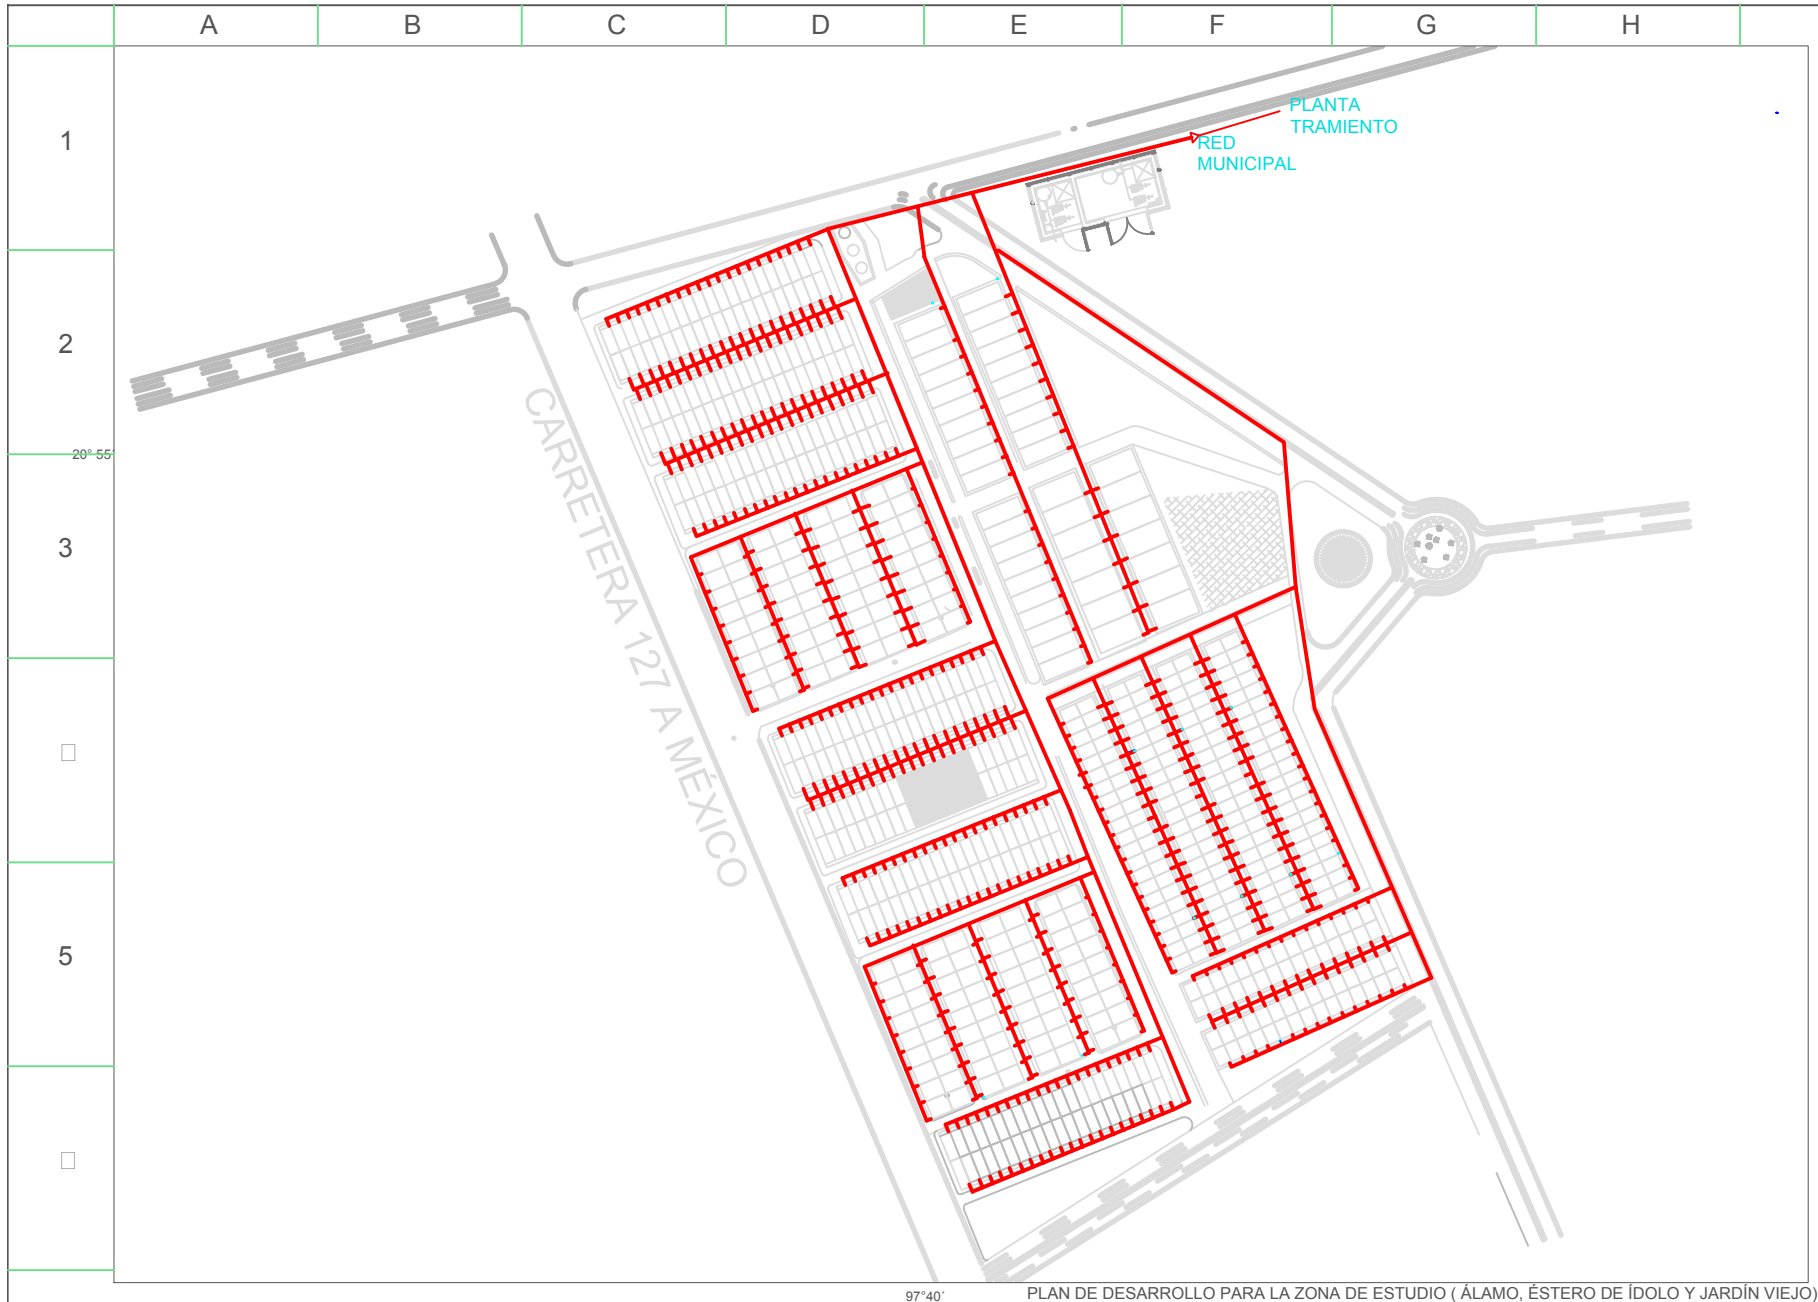 A B C D E F G H
1
PLANTA
TRAMIENTO
RED
MUNICIPAL
2
CARRETERA 127 A MÉXICO
20° 55'
3
5
97°40´
PLAN DE DESARROLLO PARA LA ZONA DE ESTUDIO ( ÁLAMO, ÉSTERO DE ÍDOLO Y JARDÍN VIEJO)